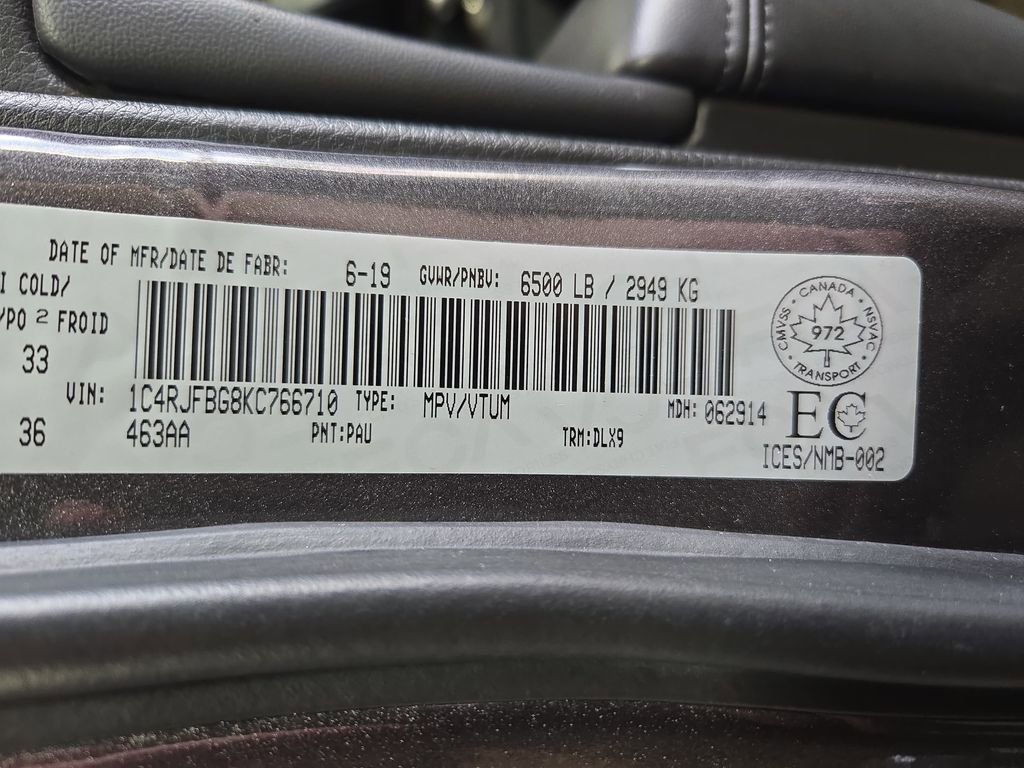 DATE OF MFR/DATE DE FABR: 6-19 GVWR/PNBV: 6500 LB / 2949 KG
I COLD/
/PO 2 FROID
33
VIN: 1C4RJFBG8KC766710 TYPE: MPV/VTUM MDH: 062914
36 463AA PNT:PAU TRM:DLX9
CANADA
CMVSS
NSVAC
972
TRANSPORT
EC
ICES/NMB-002